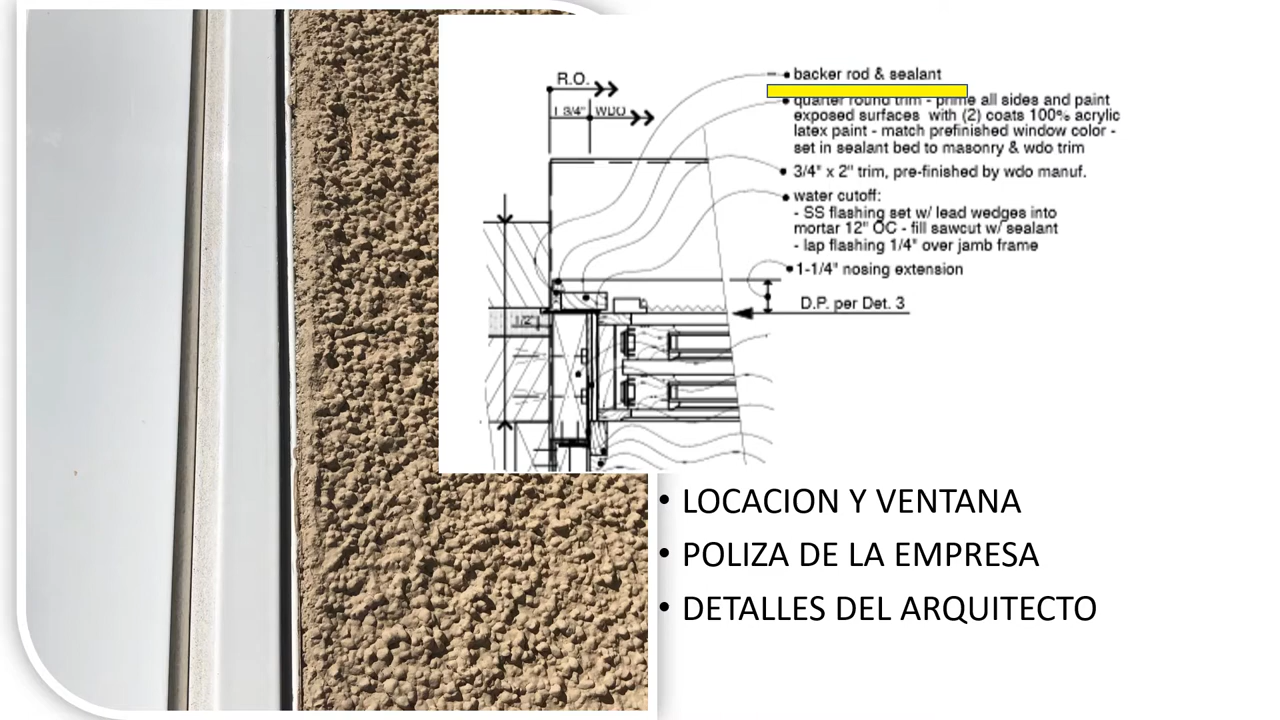 R.O.
1 3/4" WDO
backer rod & sealant
quarter round trim - prime all sides and paint
exposed surfaces with (2) coats 100% acrylic
latex paint - match prefinished window color -
set in sealant bed to masonry & wdo trim
3/4" x 2" trim, pre-finished by wdo manuf.
water cutoff:
- SS flashing set w/ lead wedges into
mortar 12" OC - fill sawcut w/ sealant
- lap flashing 1/4" over jamb frame
1-1/4" nosing extension
D.P. per Det. 3
1/2"
• LOCACION Y VENTANA
• POLIZA DE LA EMPRESA
• DETALLES DEL ARQUITECTO